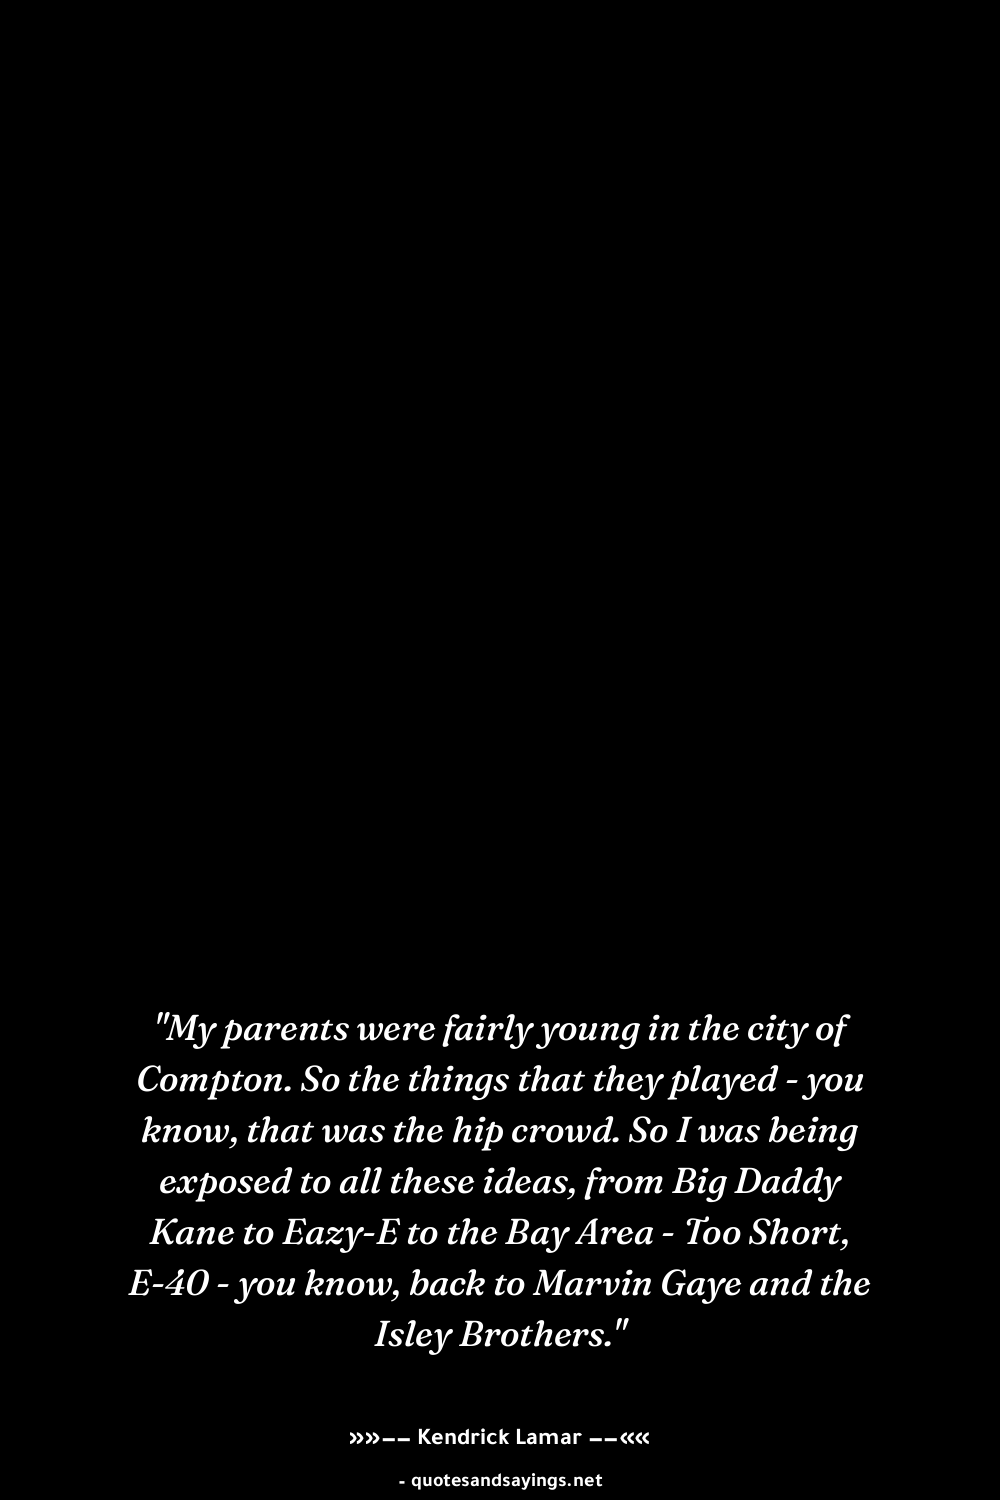 "My parents were fairly young in the city of
Compton. So the things that they played - you
know, that was the hip crowd. So I was being
exposed to all these ideas, from Big Daddy
Kane to Eazy-E to the Bay Area - Too Short,
E-40 - you know, back to Marvin Gaye and the
Isley Brothers."
»»−− Kendrick Lamar −−««
- quotesandsayings.net